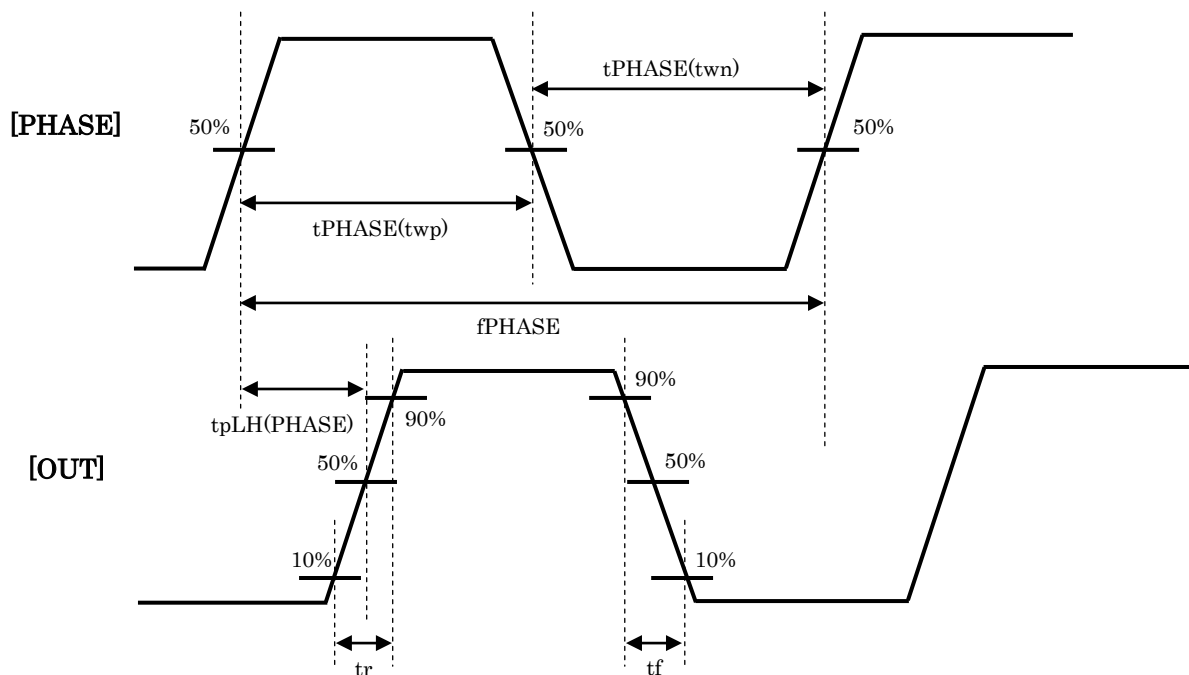 tPHASE(twn)
[PHASE]
50%
50%
50%
tPHASE(twp)
fPHASE
90%
tpLH(PHASE)
90%
[OUT]
50%
50%
10%
10%
tr
tf